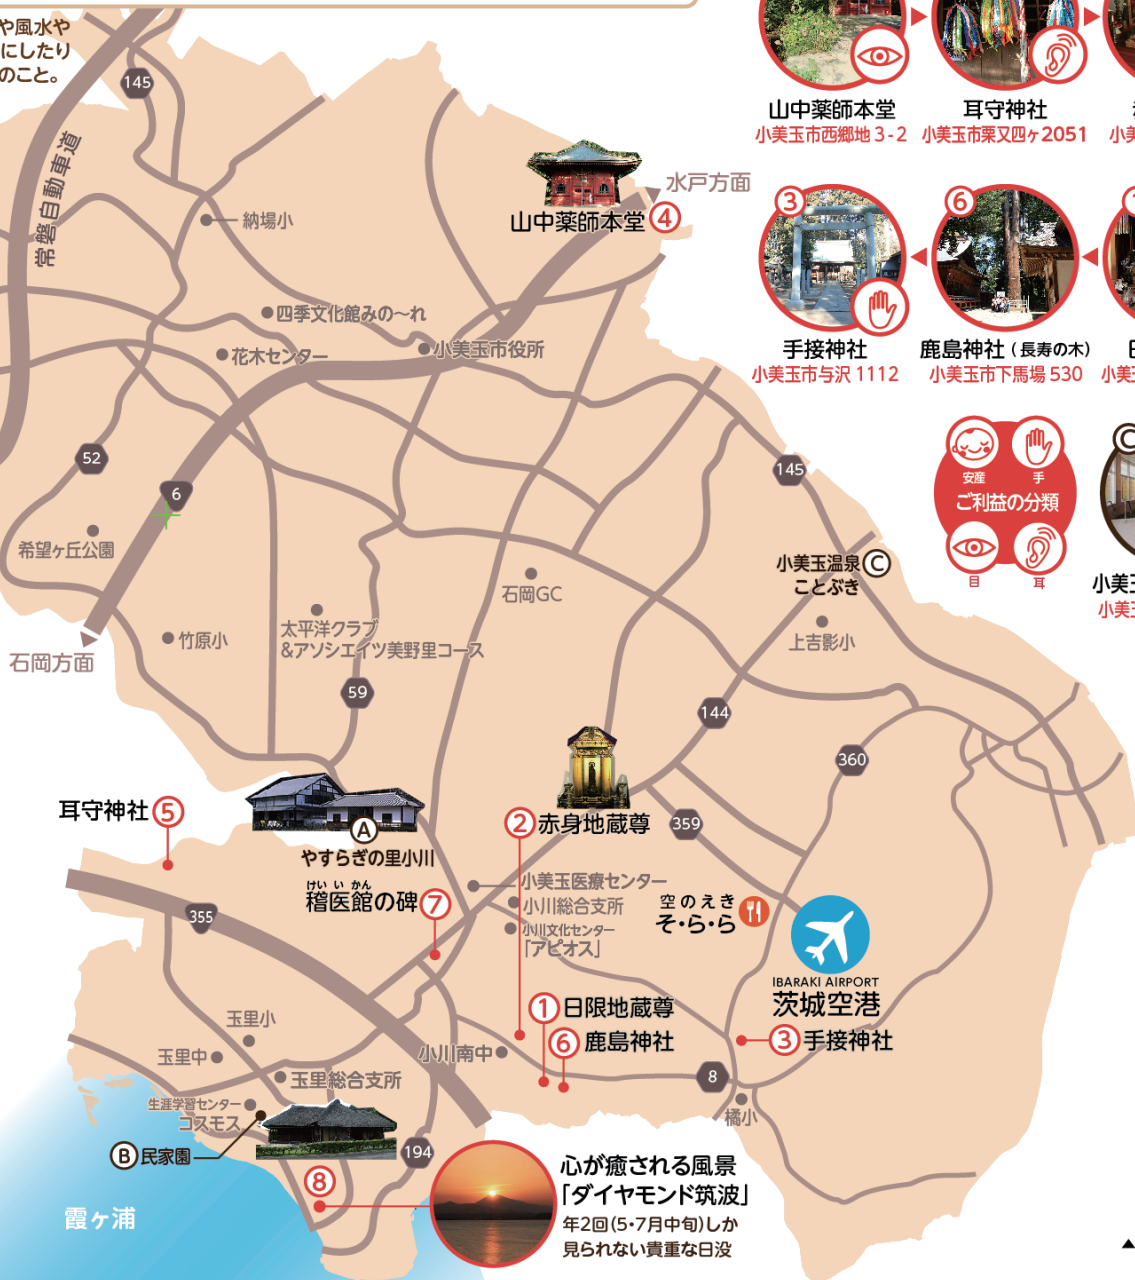 や風水や
にしたり
のこと。
145
常磐自動車道
納場小
四季文化館みの〜れ
花木センター
小美玉市役所
山中薬師本堂 ④
水戸方面
山中薬師本堂
小美玉市西郷地 3-2
耳守神社
小美玉市栗又四ヶ2051
小美
③
手接神社
小美玉市与沢 1112
⑥
鹿島神社（長寿の木）
小美玉市下馬場 530
小美玉
安産
手
ご利益の分類
目
耳
C
小美玉
小美玉
52
6
希望ヶ丘公園
竹原小
石岡方面
太平洋クラブ
&アソシエイツ美野里コース
石岡GC
145
小美玉温泉 C
ことぶき
上吉影小
59
144
360
359
耳守神社 ⑤
A
やすらぎの里小川
けい い かん
稽医館の碑 ⑦
② 赤身地蔵尊
小美玉医療センター
小川総合支所
小川文化センター
「アピオス」
空のえき
そ・ら・ら
IBARAKI AIRPORT
茨城空港
355
① 日限地蔵尊
⑥ 鹿島神社
③ 手接神社
小川南中
8
橘小
玉里小
玉里中
玉里総合支所
生涯学習センター
コスモス
B 民家園
194
⑧
霞ヶ浦
心が癒される風景
「ダイヤモンド筑波」
年2回(5・7月中旬)しか
見られない貴重な日没